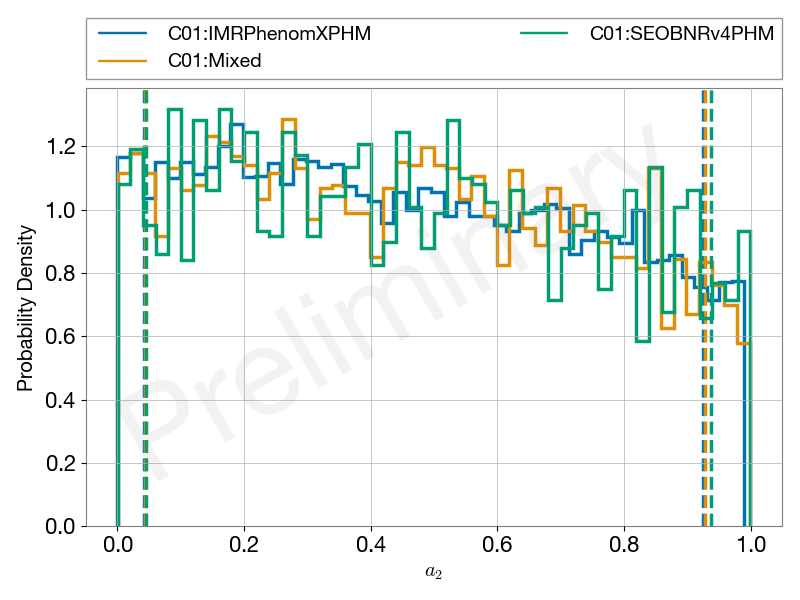 C01:IMRPhenomXPHM
C01:Mixed
C01:SEOBNRv4PHM
Preliminary
Probability Density
1.2
1.0
0.8
0.6
0.4
0.2
0.0
0.0 0.2 0.4 0.6 0.8 1.0
a₂